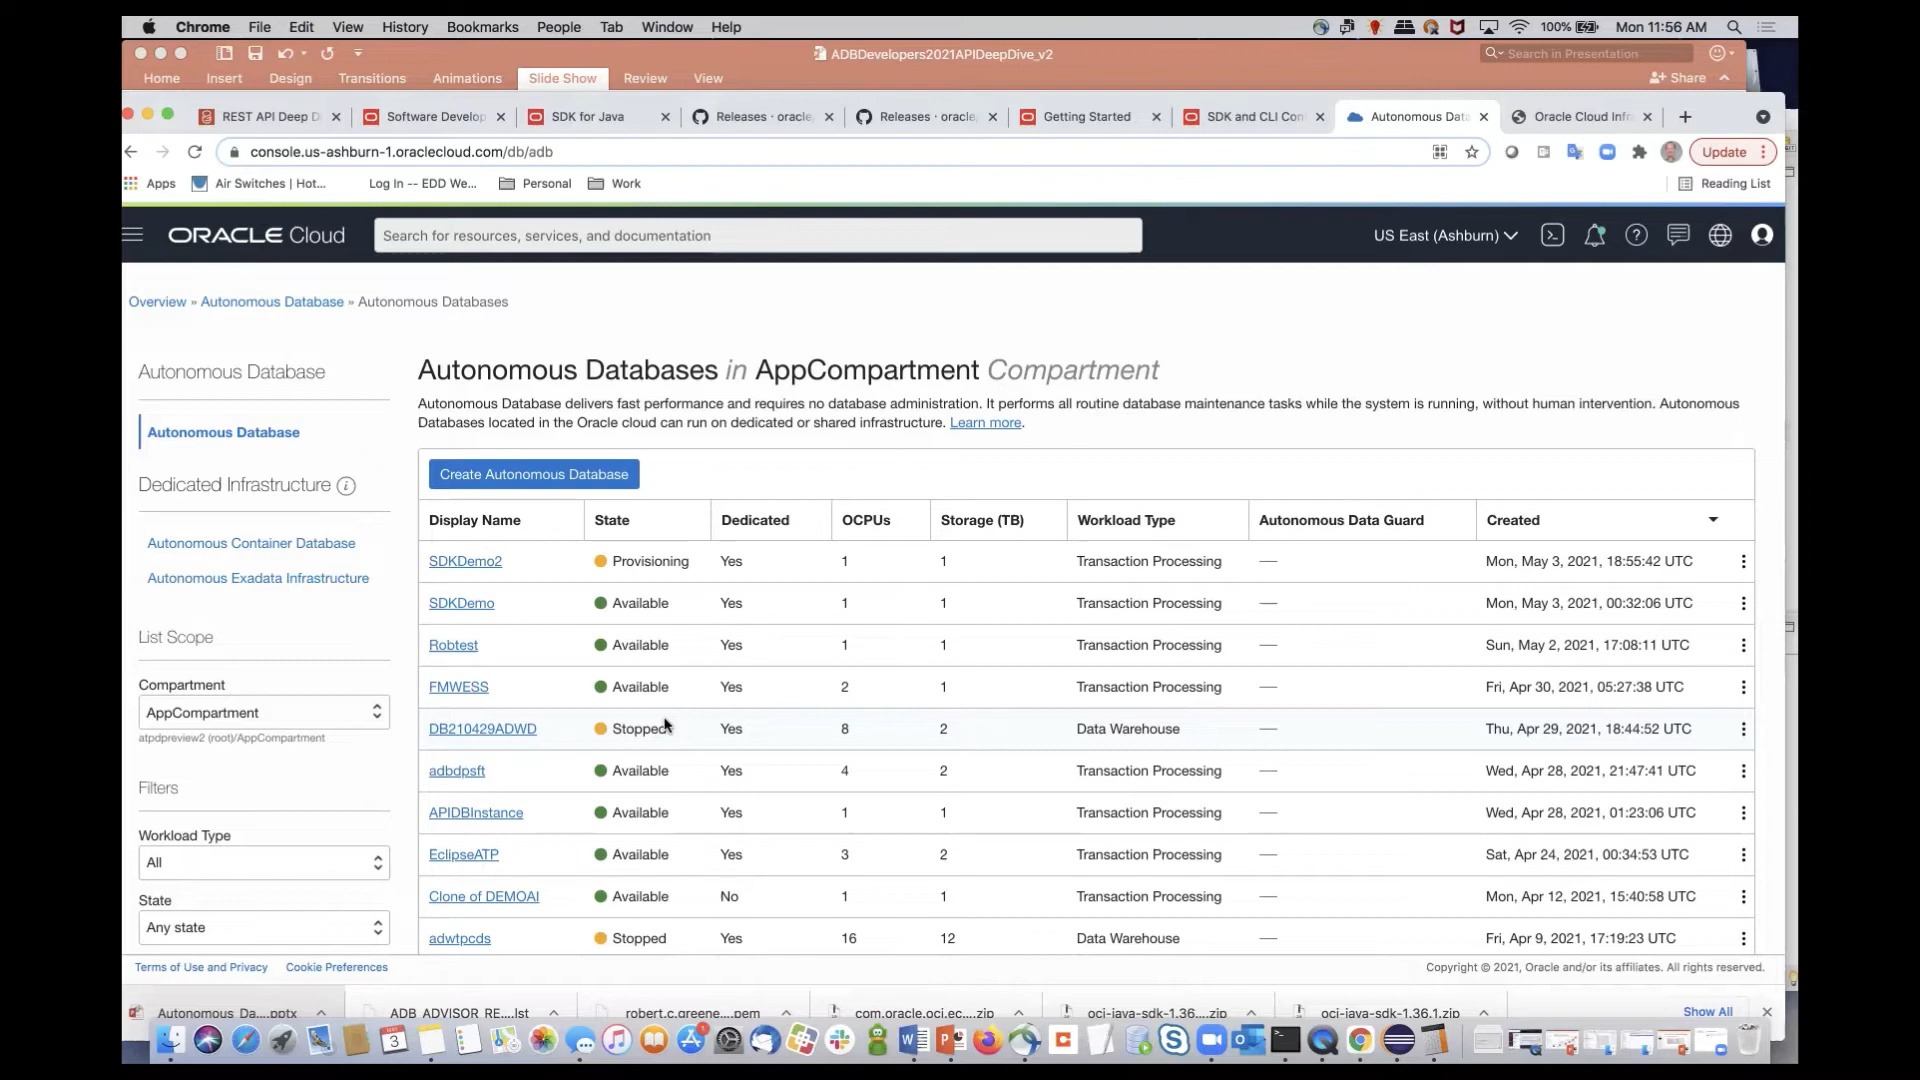 Chrome File Edit View History Bookmarks People Tab Window Help 100% Mon 11:56 AM
ADBDevelopers2021APIDeepDive_v2 Search in Presentation
Home Insert Design Transitions Animations Slide Show Review View Share
REST API Deep D Software Develop SDK for Java Releases · oracle, Releases · oracle, Getting Started SDK and CLI Con Autonomous Data Oracle Cloud Infr
console.us-ashburn-1.oraclecloud.com/db/adb Update
Apps Air Switches | Hot... Log In -- EDD We... Personal Work Reading List
ORACLE Cloud Search for resources, services, and documentation US East (Ashburn)
Overview » Autonomous Database » Autonomous Databases
Autonomous Database
Autonomous Database
Dedicated Infrastructure i
Autonomous Container Database
Autonomous Exadata Infrastructure
List Scope
Compartment
AppCompartment
atpdpreview2 (root)/AppCompartment
Filters
Workload Type
All
State
Any state
Autonomous Databases in AppCompartment Compartment
Autonomous Database delivers fast performance and requires no database administration. It performs all routine database maintenance tasks while the system is running, without human intervention. Autonomous
Databases located in the Oracle cloud can run on dedicated or shared infrastructure. Learn more.
Create Autonomous Database
Display Name State Dedicated OCPUs Storage (TB) Workload Type Autonomous Data Guard Created
SDKDemo2 Provisioning Yes 1 1 Transaction Processing — Mon, May 3, 2021, 18:55:42 UTC
SDKDemo Available Yes 1 1 Transaction Processing — Mon, May 3, 2021, 00:32:06 UTC
Robtest Available Yes 1 1 Transaction Processing — Sun, May 2, 2021, 17:08:11 UTC
FMWESS Available Yes 2 1 Transaction Processing — Fri, Apr 30, 2021, 05:27:38 UTC
DB210429ADWD Stopped Yes 8 2 Data Warehouse — Thu, Apr 29, 2021, 18:44:52 UTC
adbdpsft Available Yes 4 2 Transaction Processing — Wed, Apr 28, 2021, 21:47:41 UTC
APIDBInstance Available Yes 1 1 Transaction Processing — Wed, Apr 28, 2021, 01:23:06 UTC
EclipseATP Available Yes 3 2 Transaction Processing — Sat, Apr 24, 2021, 00:34:53 UTC
Clone of DEMOAI Available No 1 1 Transaction Processing — Mon, Apr 12, 2021, 15:40:58 UTC
adwtpcds Stopped Yes 16 12 Data Warehouse — Fri, Apr 9, 2021, 17:19:23 UTC
Terms of Use and Privacy Cookie Preferences Copyright © 2021, Oracle and/or its affiliates. All rights reserved.
Autonomous_Da....pptx ADB_ADVISOR_RE....lst robert.c.greene....pem com.oracle.oci.ec....zip oci-java-sdk-1.36....zip oci-java-sdk-1.36.1.zip Show All